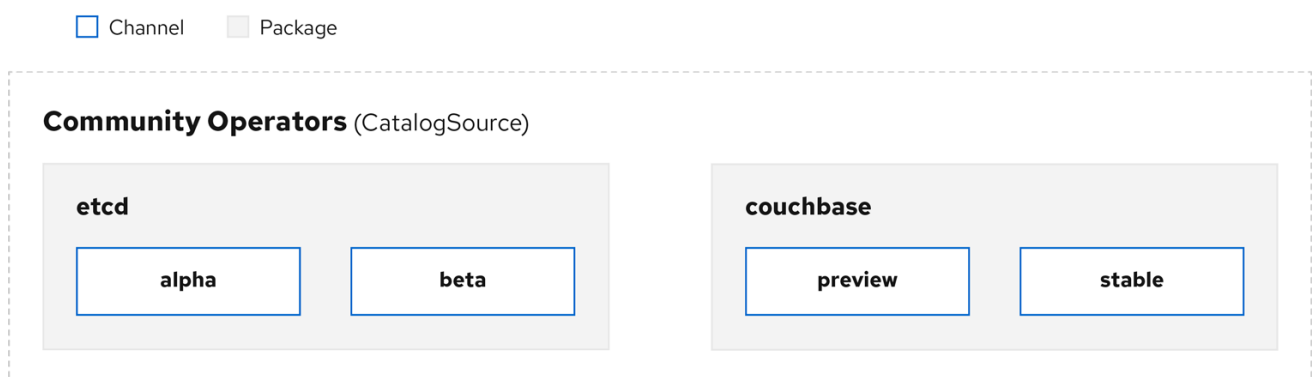 Channel Package
Community Operators (CatalogSource)
etcd
alpha beta
couchbase
preview stable